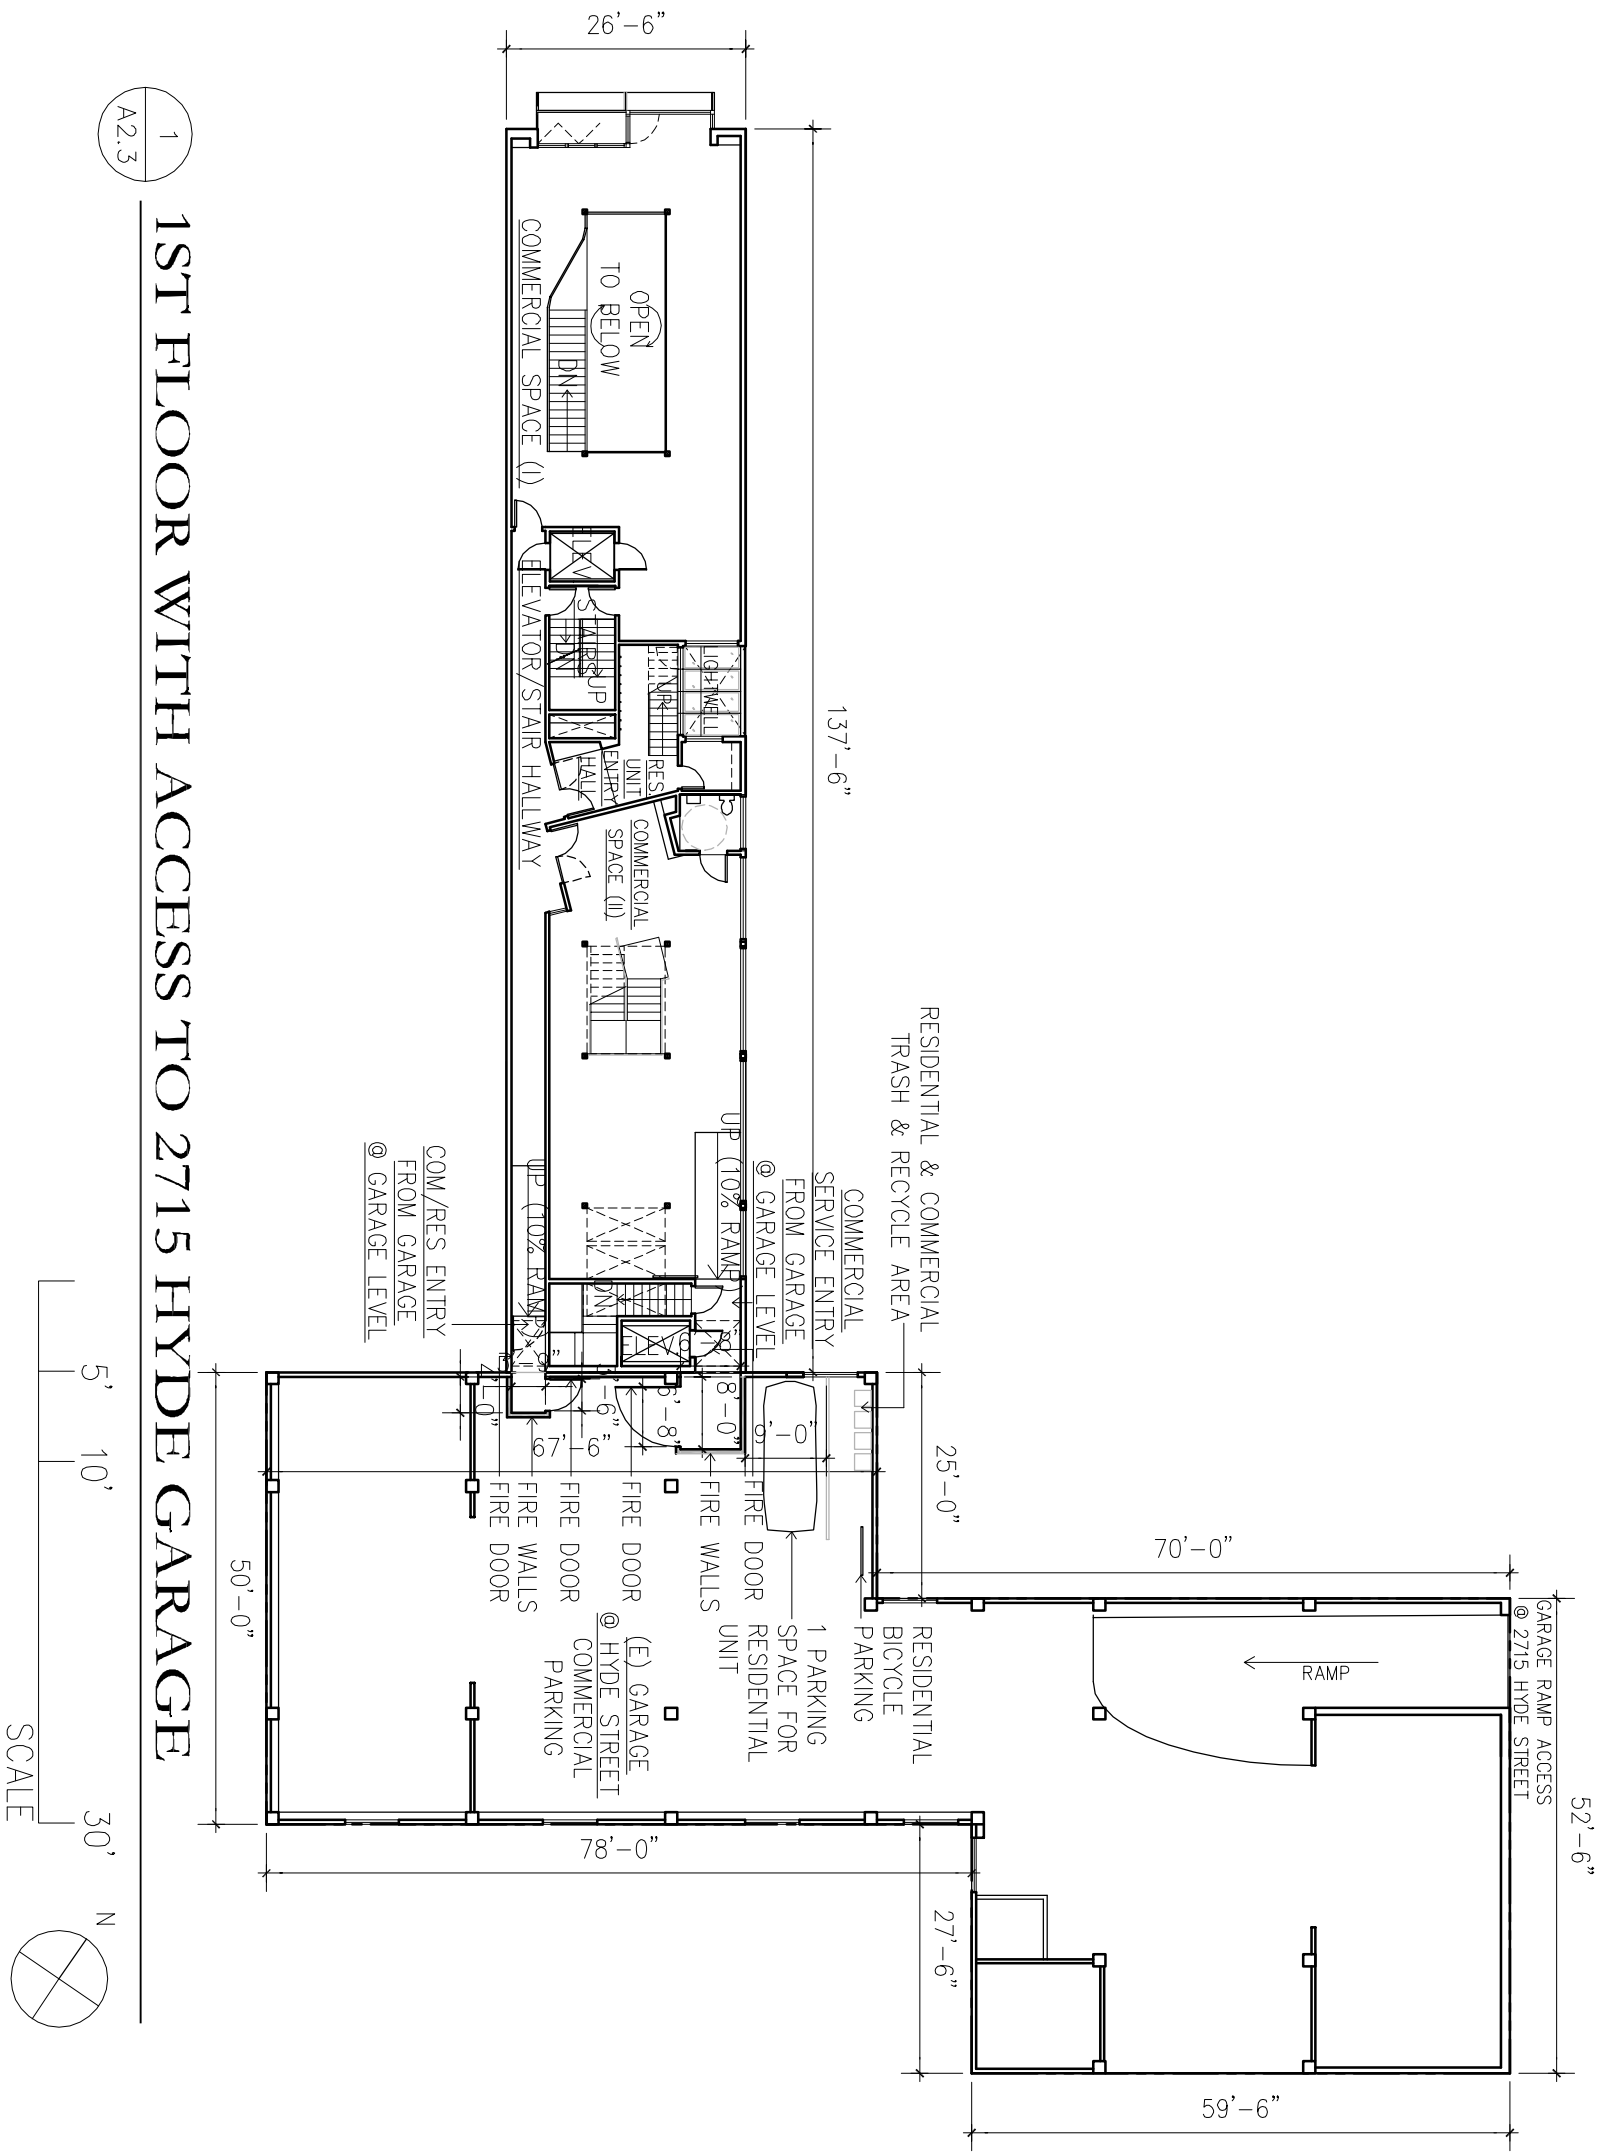 26'-6"
1
A2.3
1ST FLOOR WITH ACCESS TO 2715 HYDE GARAGE
137'-6"
OPEN
TO BELOW
DN
COMMERCIAL SPACE (I)
ELEV.
STAIRS
DN
UP
ELEVATOR/STAIR HALLWAY
UP
LIGHTWELL
RES.
UNIT
ENTRY
HALL
COMMERCIAL
SPACE (II)
RESIDENTIAL & COMMERCIAL
TRASH & RECYCLE AREA
COMMERCIAL
SERVICE ENTRY
FROM GARAGE
@ GARAGE LEVEL
UP (10% RAMP)
UP (10% RAMP)
COM/RES ENTRY
FROM GARAGE
@ GARAGE LEVEL
DN
ELEV.
8'-0"
6'-8"
9'-0"
67'-6"
25'-0"
FIRE DOOR
FIRE WALLS
FIRE DOOR
FIRE DOOR
FIRE WALLS
FIRE DOOR
50'-0"
70'-0"
RESIDENTIAL
BICYCLE
PARKING
1 PARKING
SPACE FOR
RESIDENTIAL
UNIT
(E) GARAGE
@ HYDE STREET
COMMERCIAL
PARKING
RAMP
GARAGE RAMP ACCESS
@ 2715 HYDE STREET
52'-6"
78'-0"
27'-6"
59'-6"
5'
10'
30'
SCALE
N